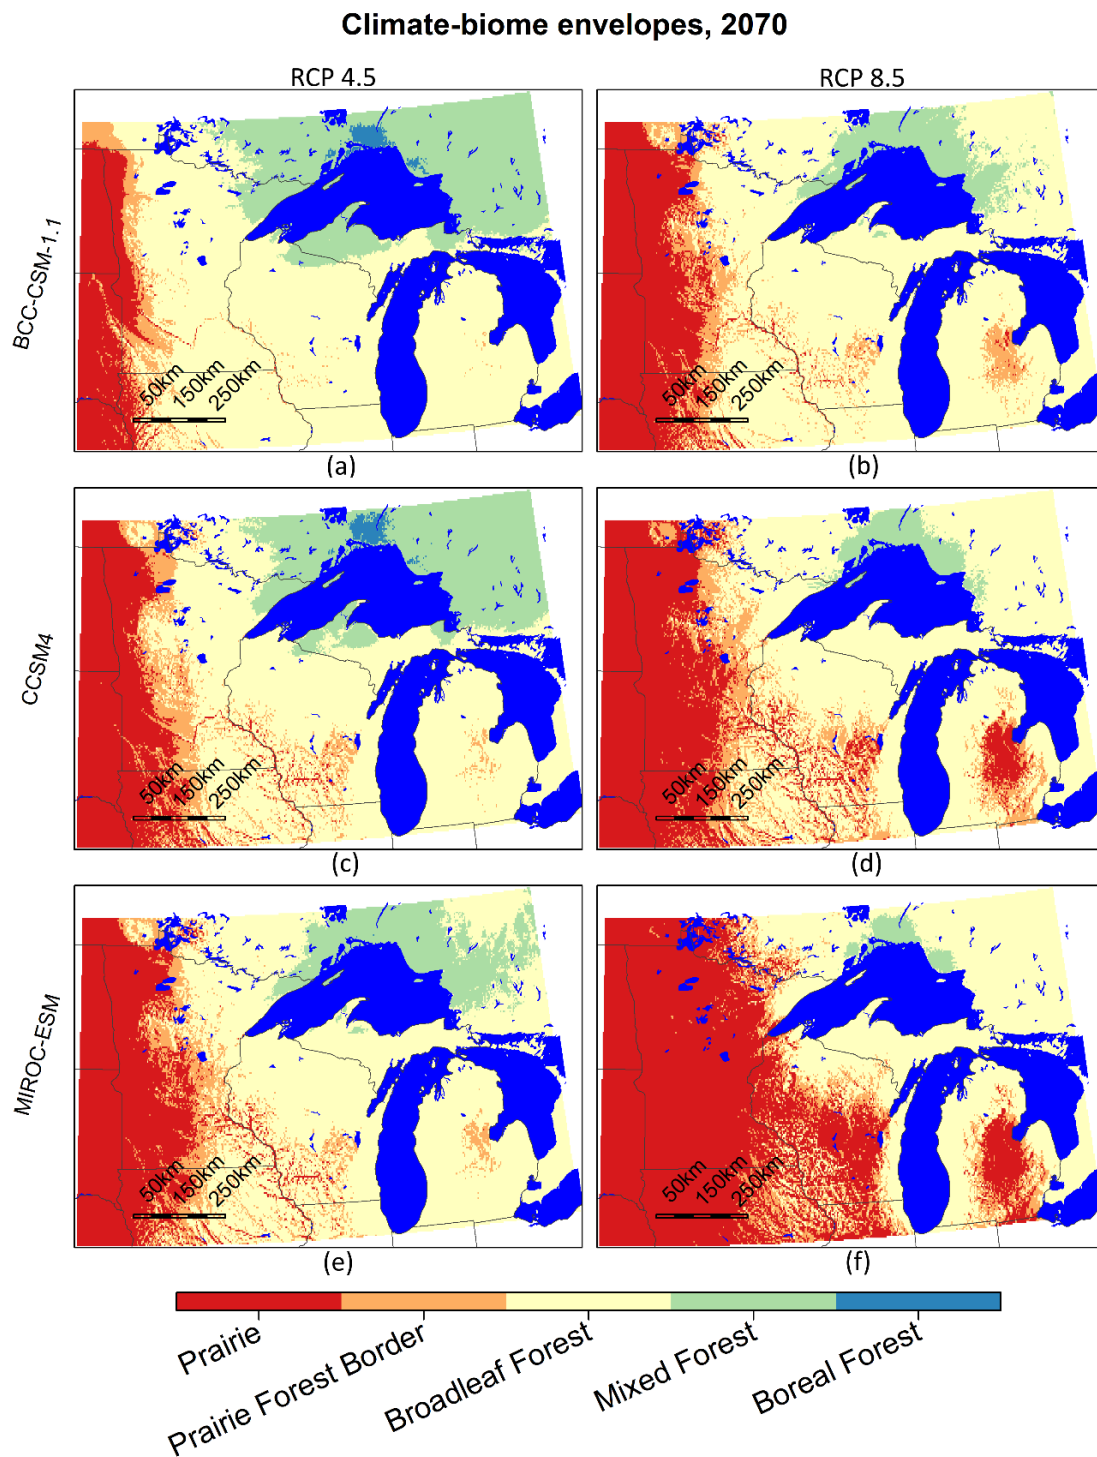 Climate-biome envelopes, 2070
RCP 4.5
RCP 8.5
BCC-CSM-1.1
50km
150km
250km
50km
150km
250km
(a)
(b)
CCSM4
50km
150km
250km
50km
150km
250km
(c)
(d)
MIROC-ESM
50km
150km
250km
50km
150km
250km
(e)
(f)
Prairie
Prairie Forest Border
Broadleaf Forest
Mixed Forest
Boreal Forest